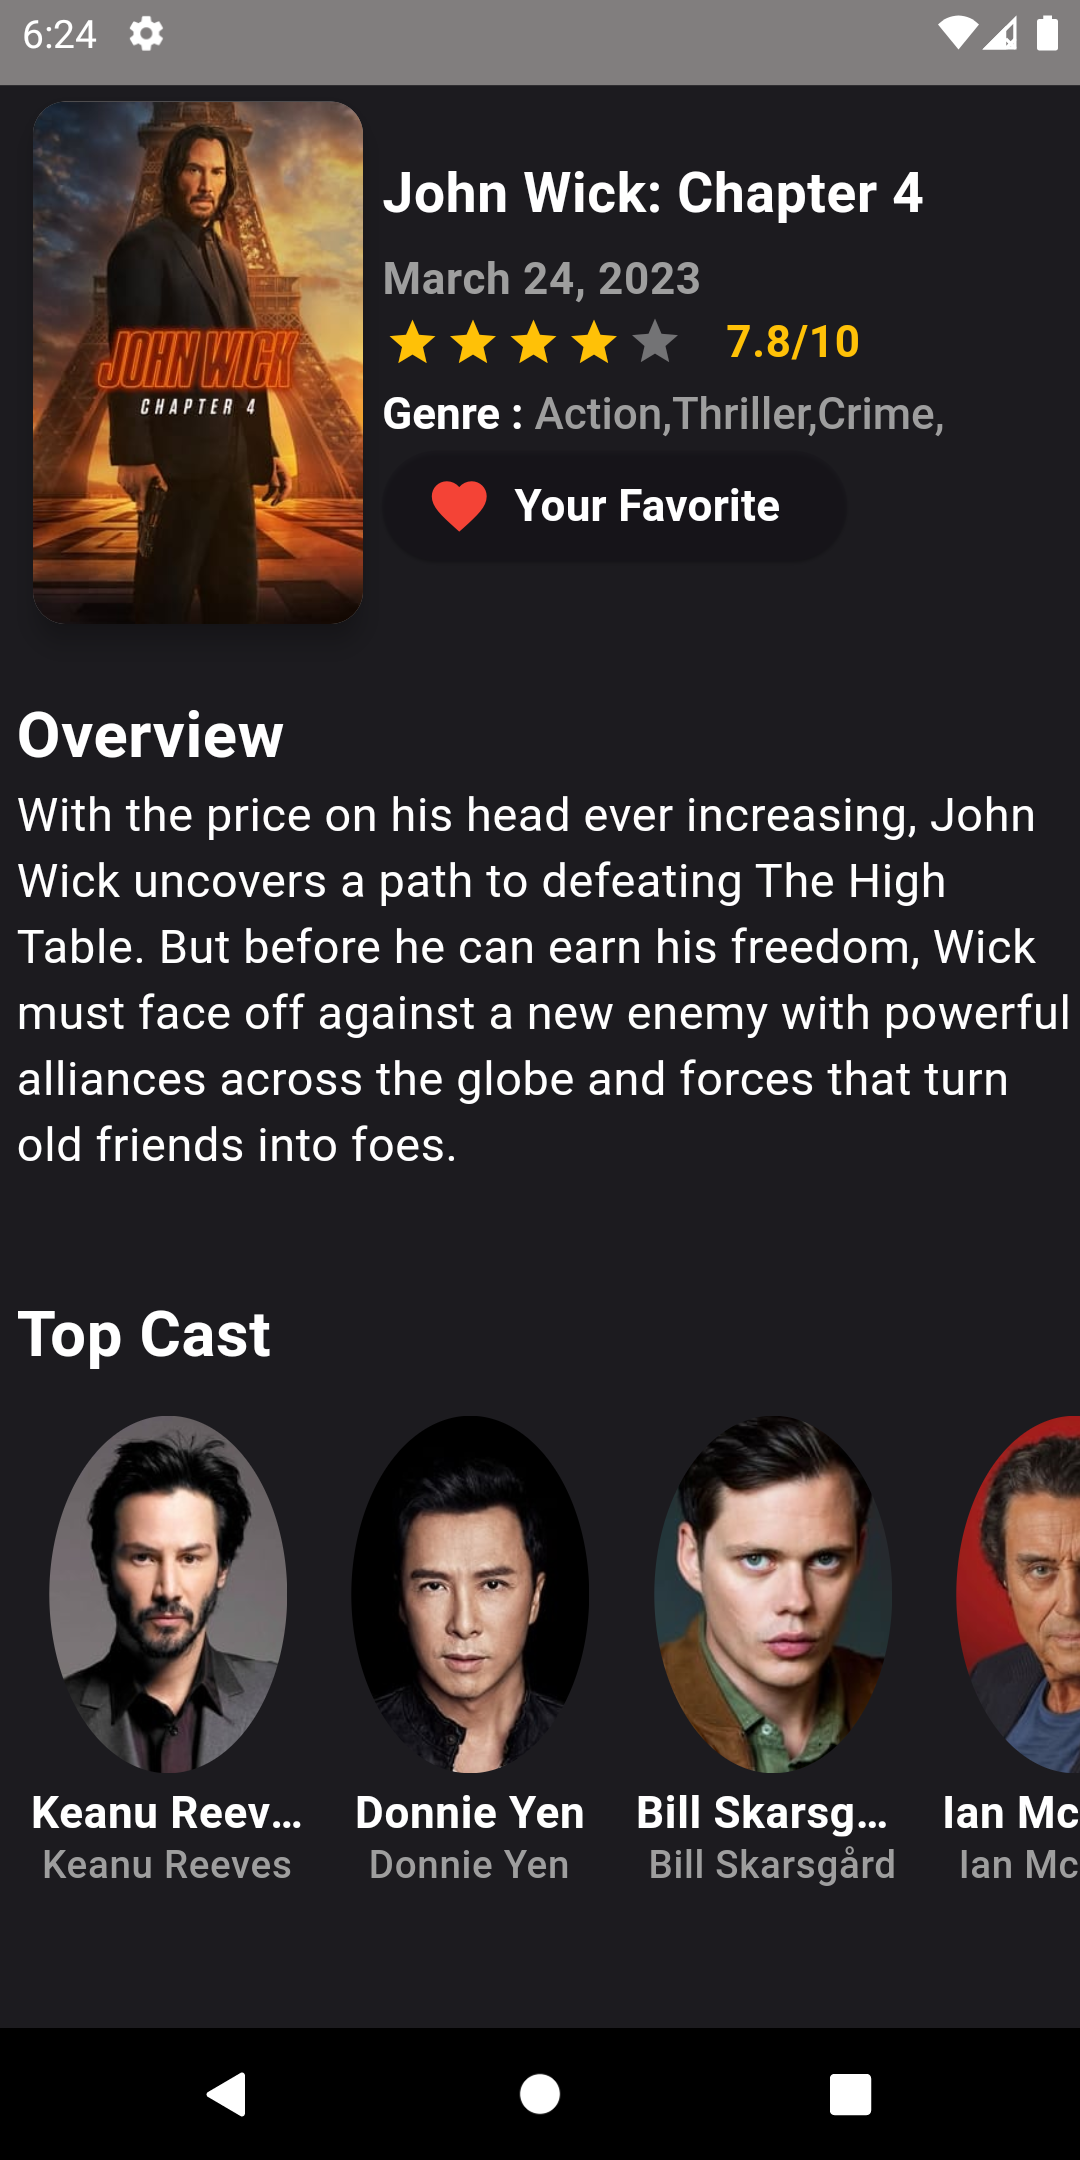 6:24
JOHN WICK
CHAPTER 4
John Wick: Chapter 4
March 24, 2023
7.8/10
Genre : Action,Thriller,Crime,
Your Favorite
Overview
With the price on his head ever increasing, John
Wick uncovers a path to defeating The High
Table. But before he can earn his freedom, Wick
must face off against a new enemy with powerful
alliances across the globe and forces that turn
old friends into foes.
Top Cast
Keanu Reev... Donnie Yen Bill Skarsg... Ian Mc
Keanu Reeves Donnie Yen Bill Skarsgård Ian Mc